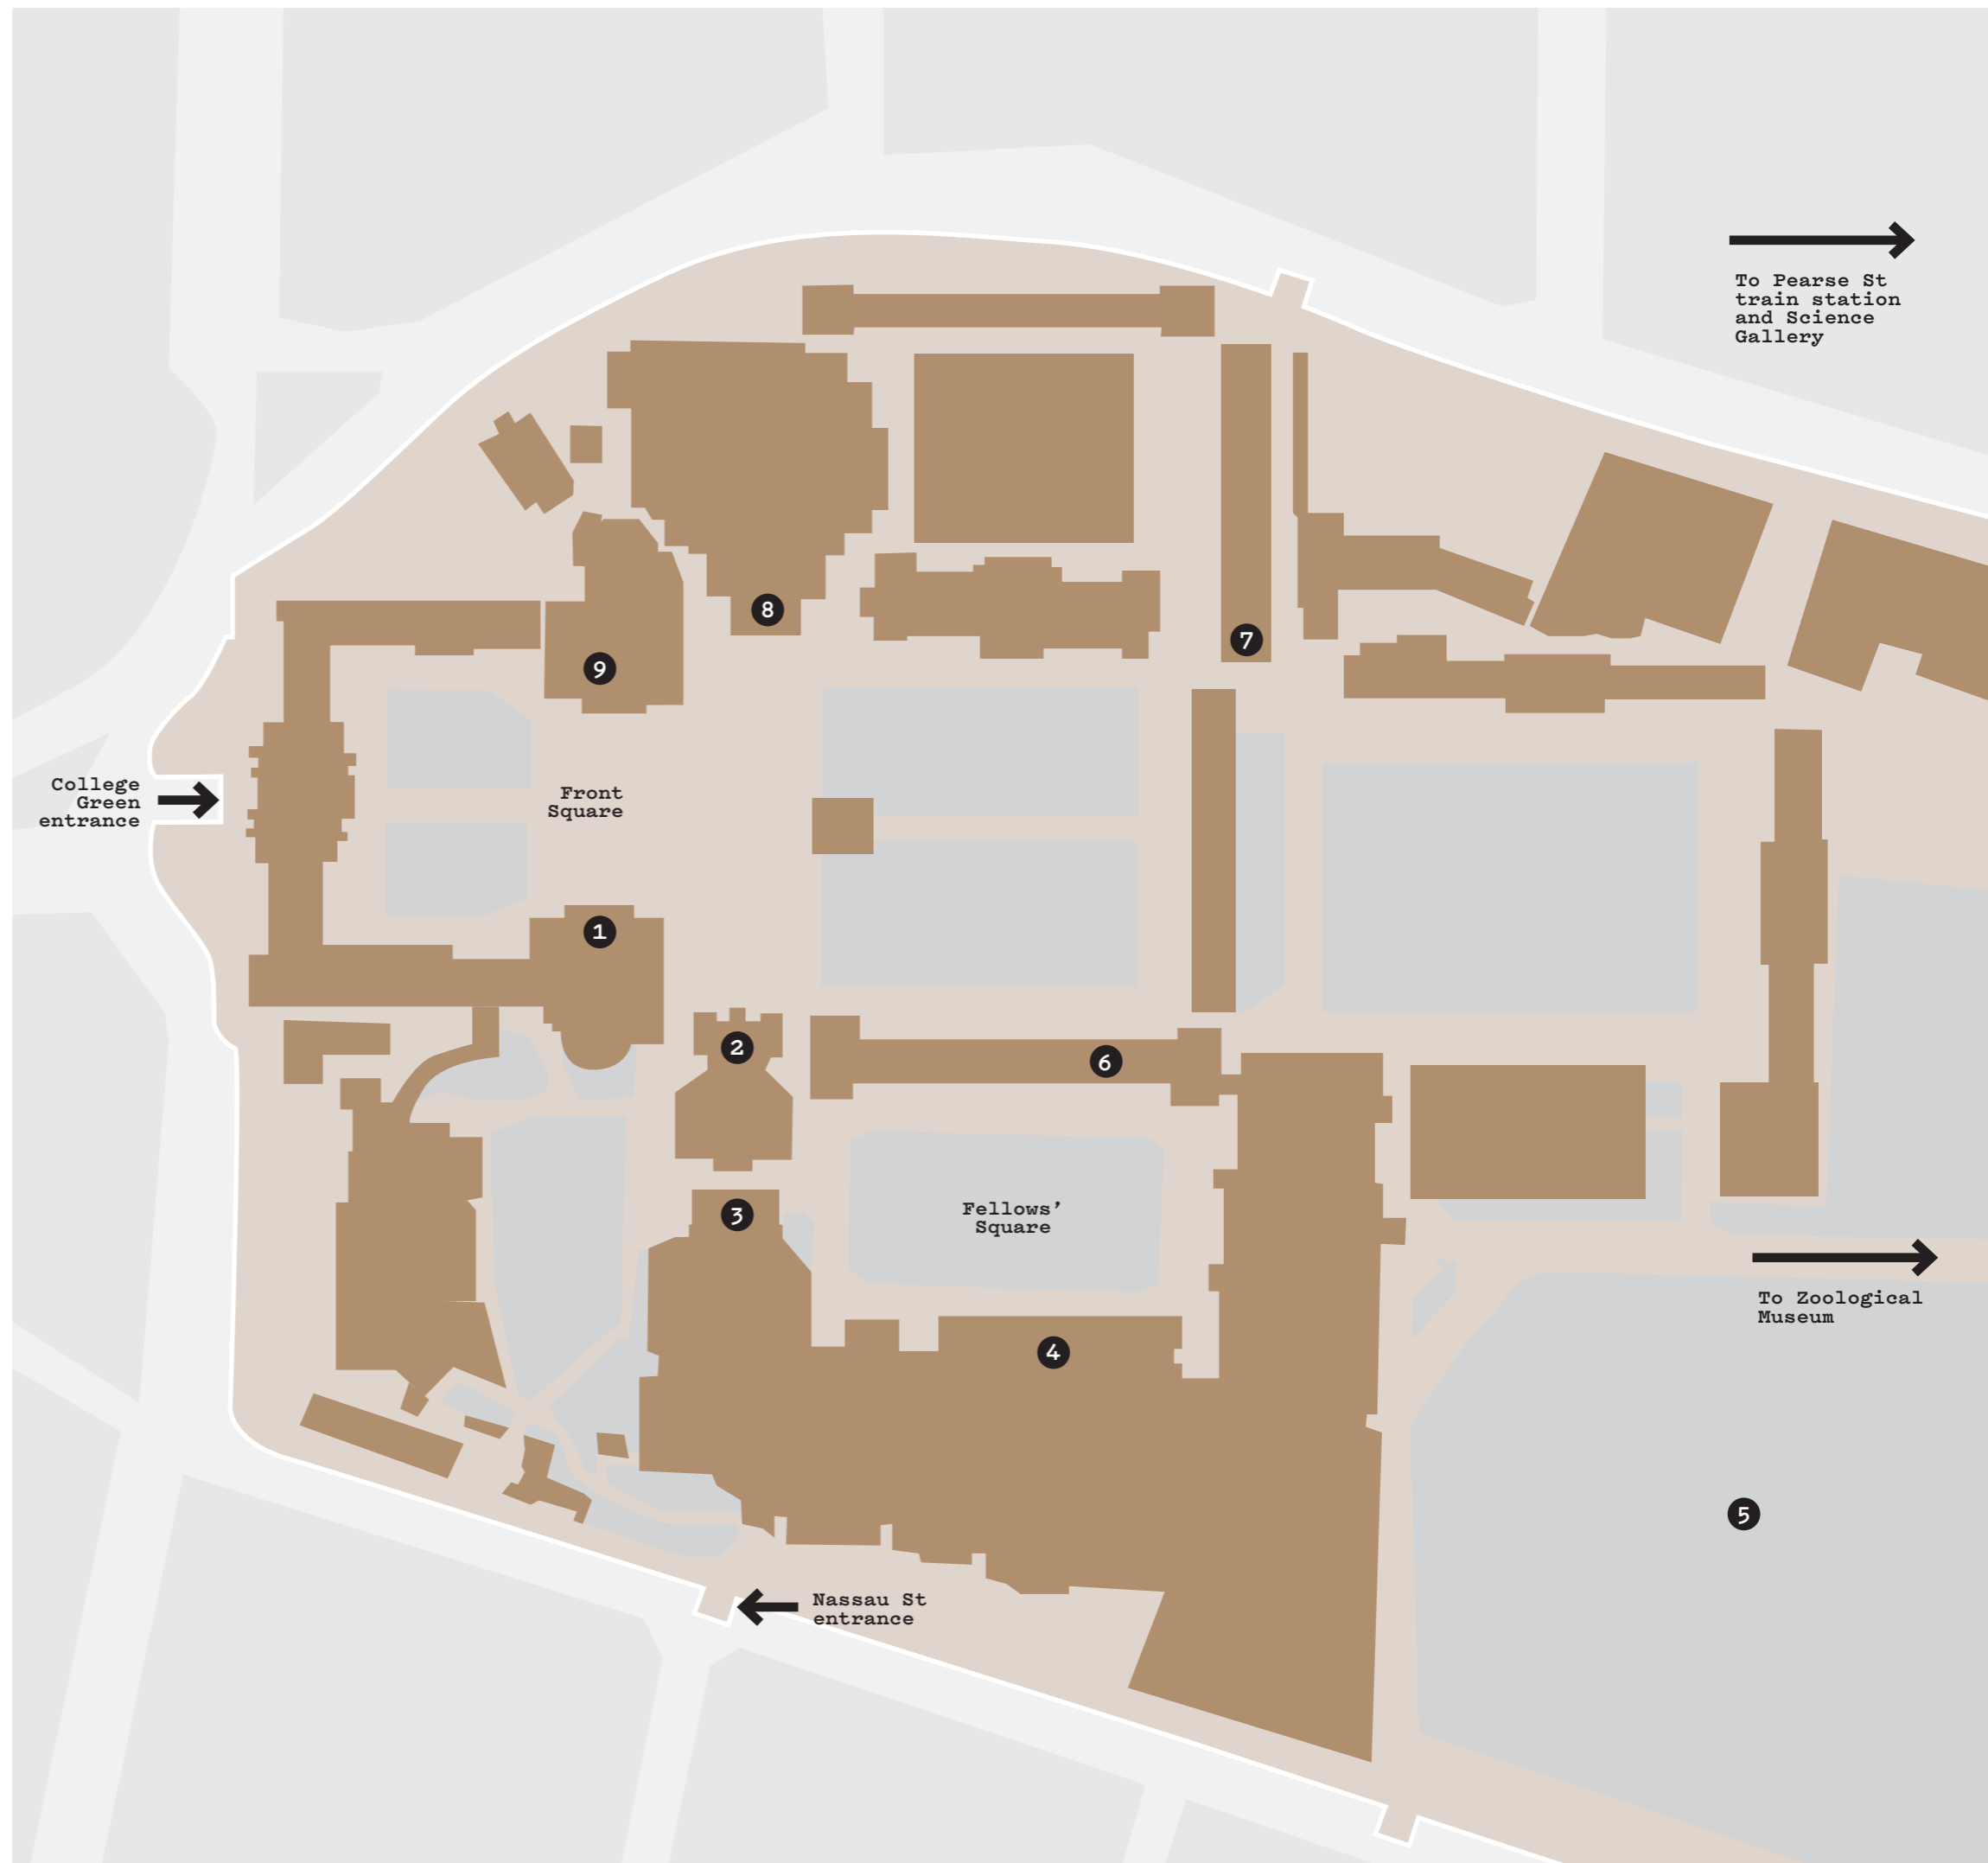 To Pearse St
train station
and Science
Gallery
8
7
9
College
Green
entrance
Front
Square
1
2
6
3
Fellows’
Square
To Zoological
Museum
4
5
Nassau St
entrance